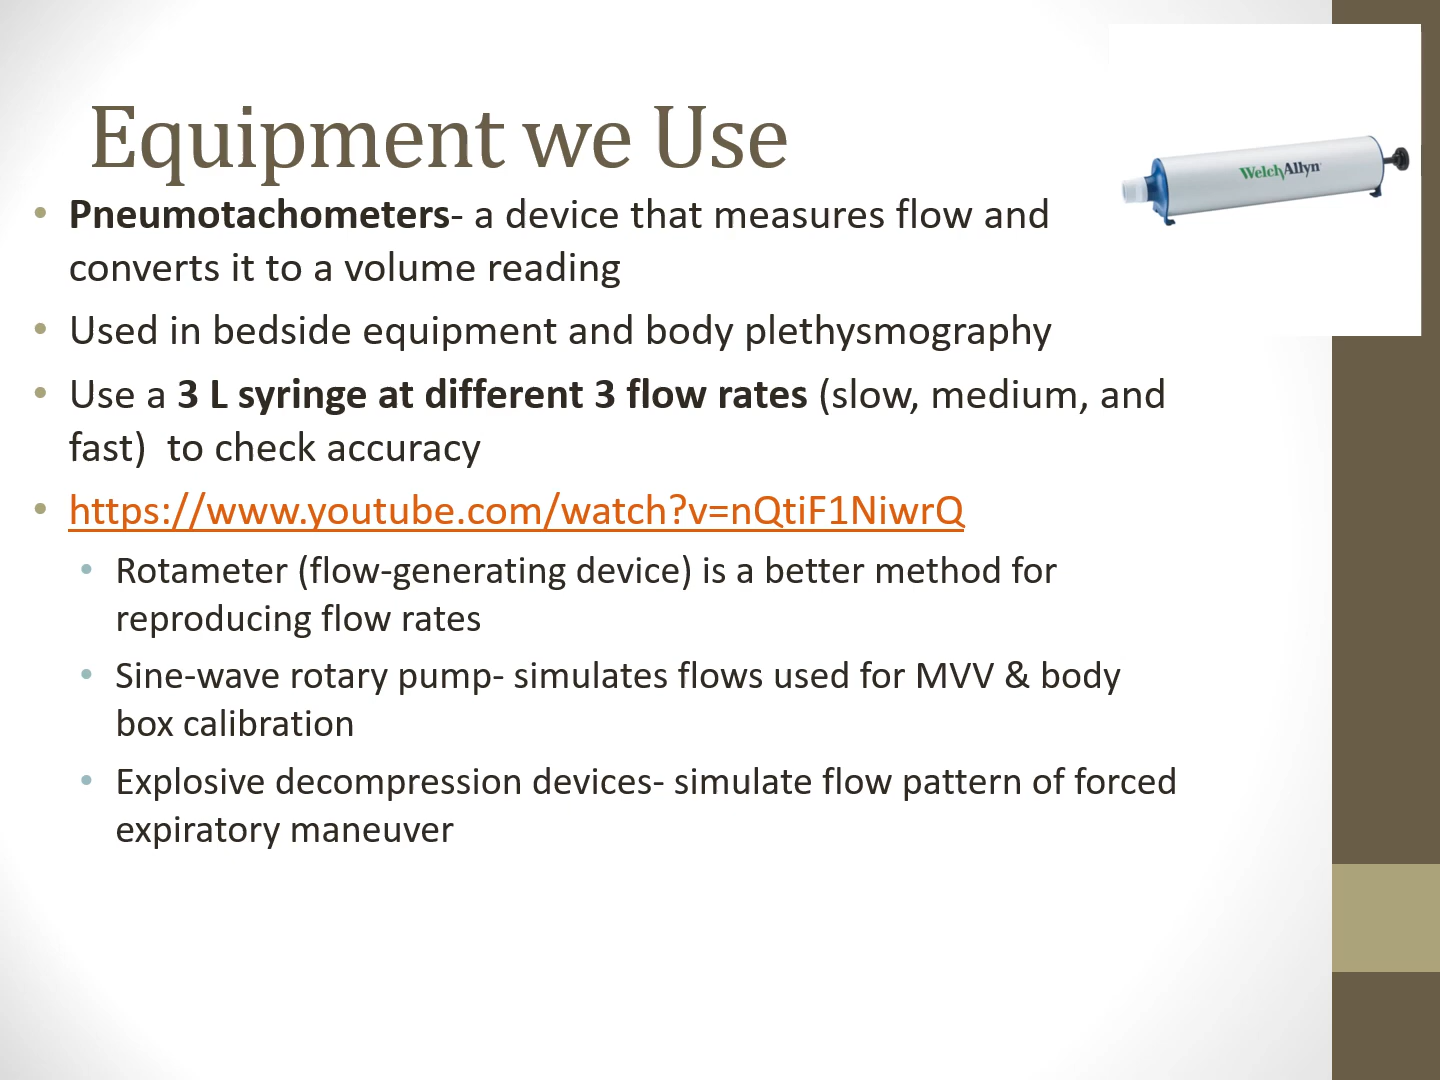 WelchAllyn
Equipment we Use
• Pneumotachometers- a device that measures flow and
converts it to a volume reading
• Used in bedside equipment and body plethysmography
• Use a 3 L syringe at different 3 flow rates (slow, medium, and
fast)  to check accuracy
• https://www.youtube.com/watch?v=nQtiF1NiwrQ
• Rotameter (flow-generating device) is a better method for
reproducing flow rates
• Sine-wave rotary pump- simulates flows used for MVV & body
box calibration
• Explosive decompression devices- simulate flow pattern of forced
expiratory maneuver